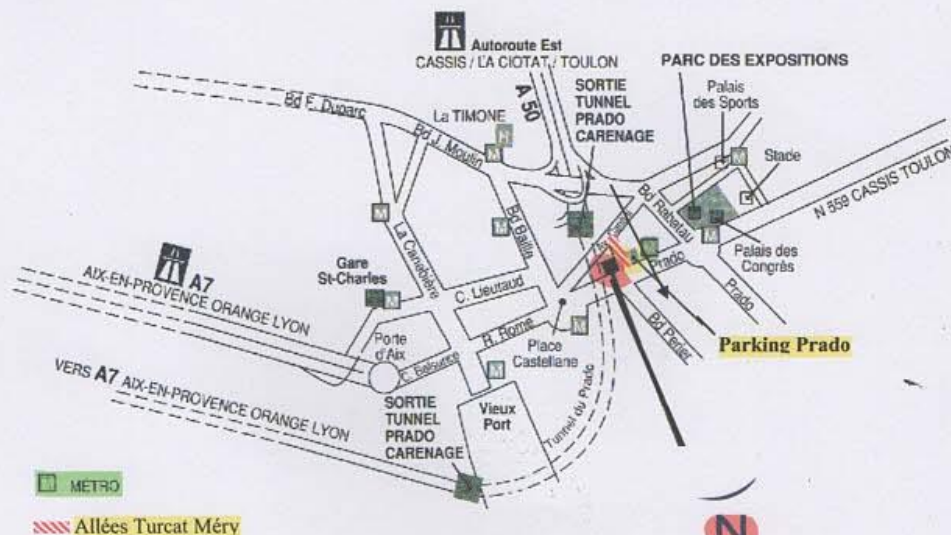 Autoroute Est
CASSIS / LA CIOTAT / TOULON
A 50
PARC DES EXPOSITIONS
SORTIE
TUNNEL
PRADO
CARENAGE
Palais
des Sports
Bd F. Duparc
La TIMONE
H
Bd J. Moulin
M
M
Stade
N 559 CASSIS TOULON
Bd Rabatau
M
La Canebière
M
Bd Baille
M
M
Palais des
Congrès
Prado
Prado
A7
AIX-EN-PROVENCE ORANGE LYON
Gare
St-Charles
M
C. Lieutaud
R. Rome
M
Place
Castellane
Bd Perier
Parking Prado
Porte
d'Aix
C. Belsunce
M
VERS A7 AIX-EN-PROVENCE ORANGE LYON
SORTIE
TUNNEL
PRADO
CARENAGE
Vieux
Port
Tunnel du Prado
M MÉTRO
Allées Turcat Méry
N